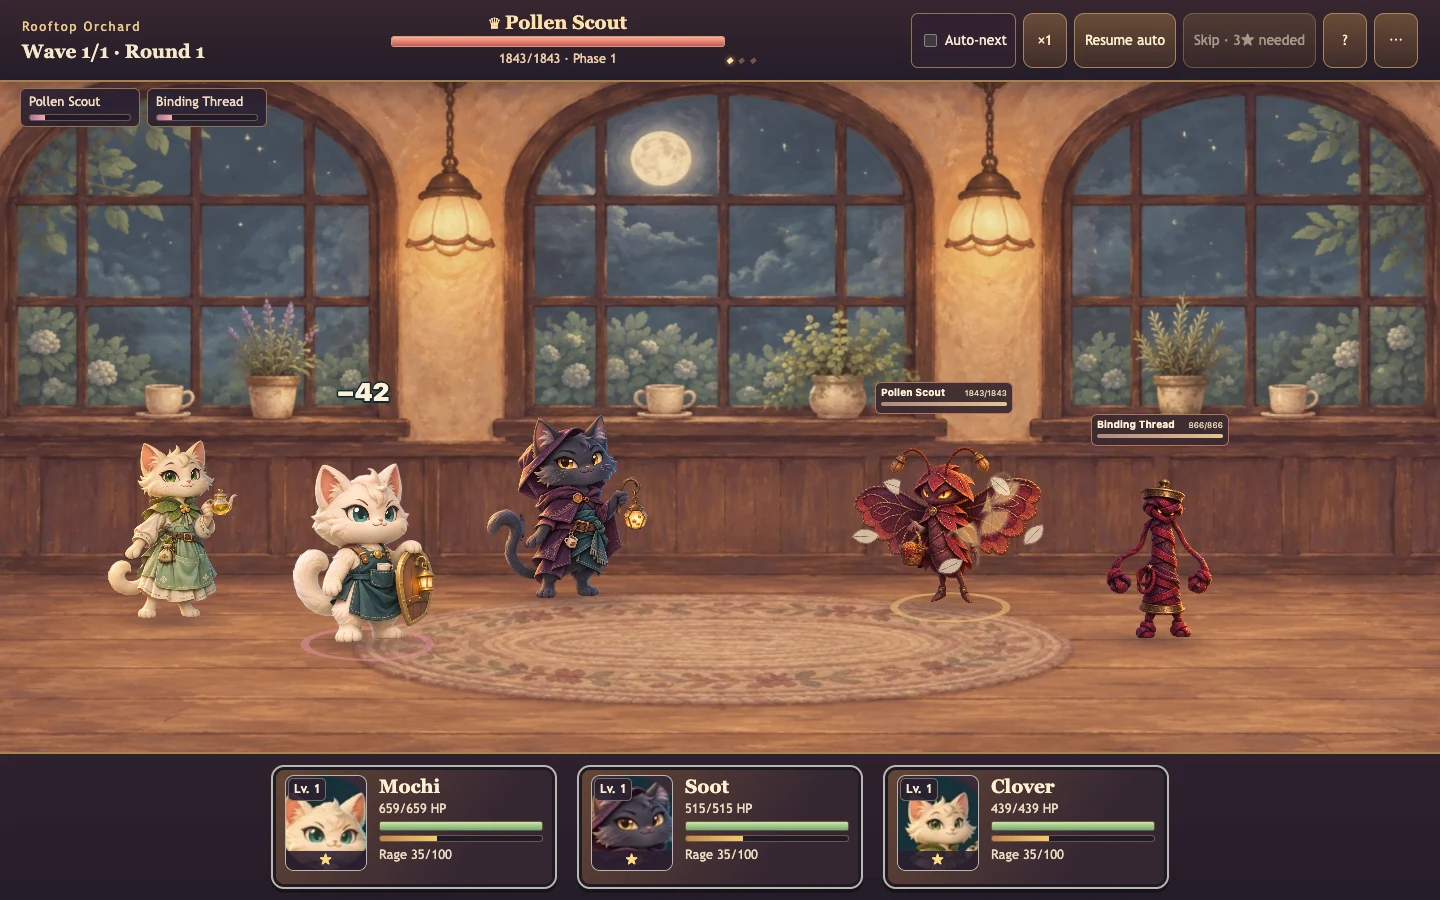 Rooftop Orchard
Wave 1/1 · Round 1
♛ Pollen Scout
1843/1843 · Phase 1
Auto-next
×1
Resume auto
Skip · 3★ needed
?
···
Pollen Scout
Binding Thread
−42
Pollen Scout 1843/1843
Binding Thread 866/866
Lv. 1
Mochi
659/659 HP
Rage 35/100
Lv. 1
Soot
515/515 HP
Rage 35/100
Lv. 1
Clover
439/439 HP
Rage 35/100